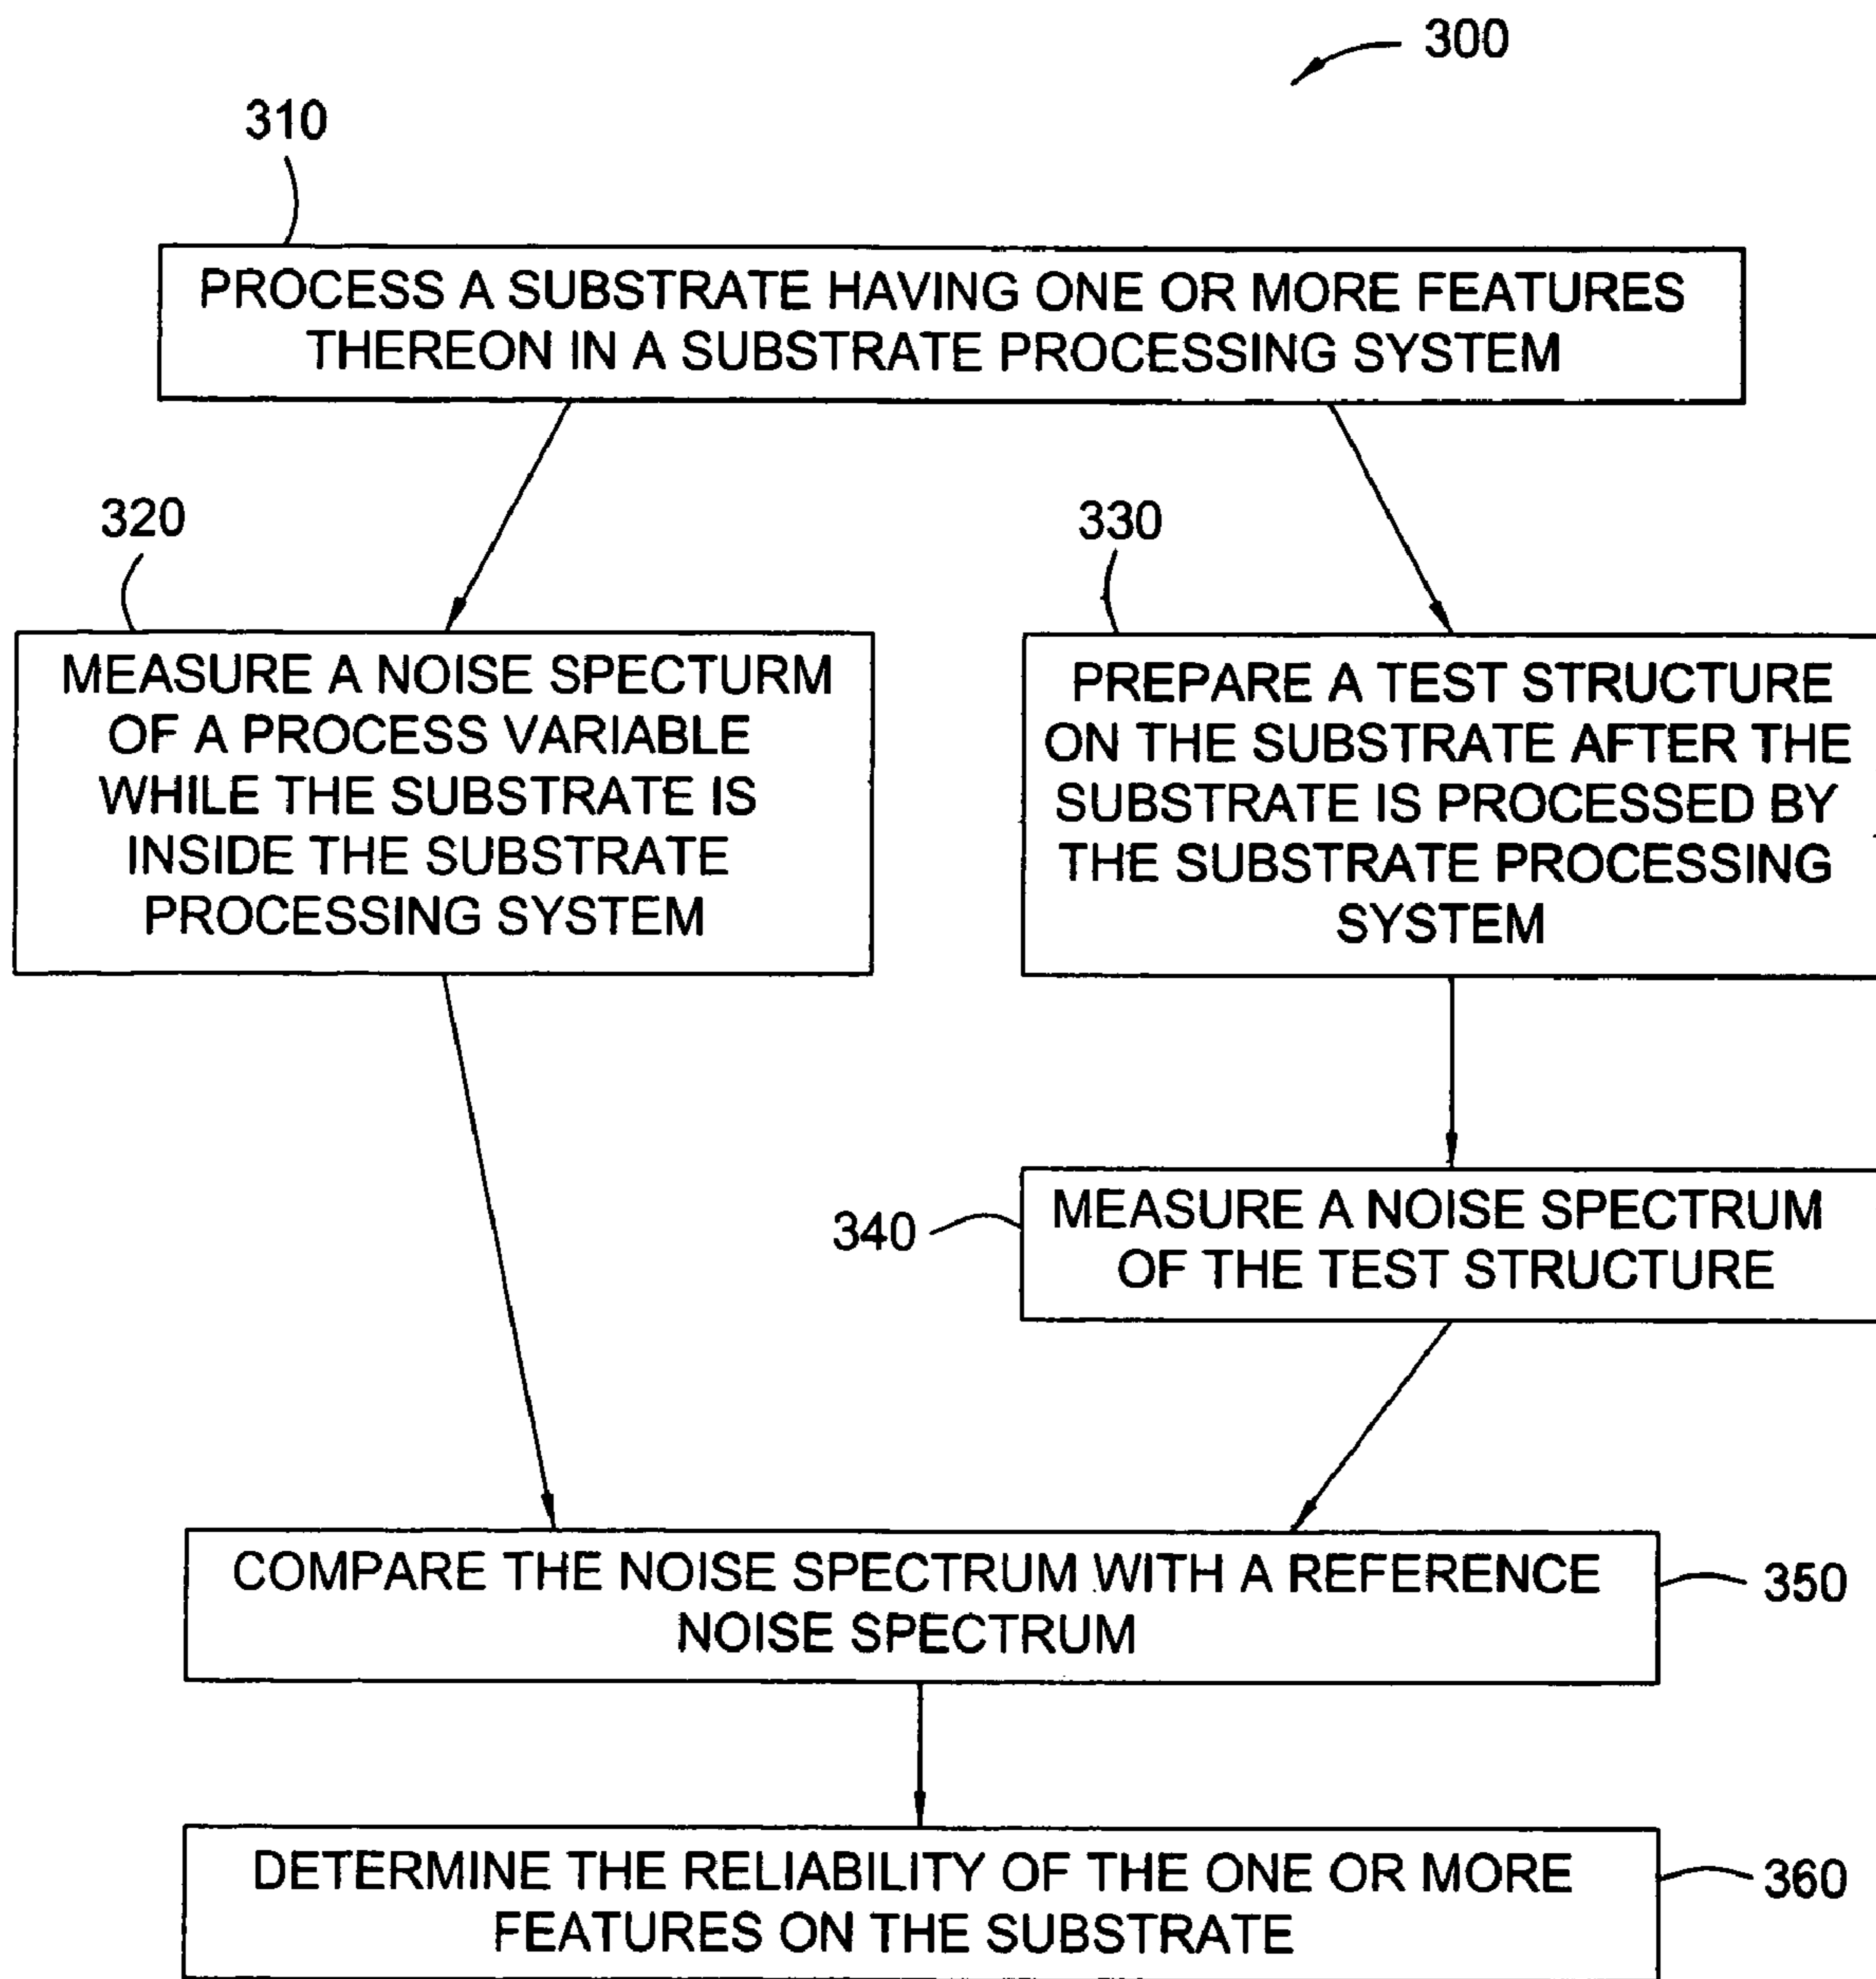 300
310
PROCESS A SUBSTRATE HAVING ONE OR MORE FEATURES
THEREON IN A SUBSTRATE PROCESSING SYSTEM
320
MEASURE A NOISE SPECTURM
OF A PROCESS VARIABLE
WHILE THE SUBSTRATE IS
INSIDE THE SUBSTRATE
PROCESSING SYSTEM
330
PREPARE A TEST STRUCTURE
ON THE SUBSTRATE AFTER THE
SUBSTRATE IS PROCESSED BY
THE SUBSTRATE PROCESSING
SYSTEM
340
MEASURE A NOISE SPECTRUM
OF THE TEST STRUCTURE
COMPARE THE NOISE SPECTRUM WITH A REFERENCE
NOISE SPECTRUM
350
DETERMINE THE RELIABILITY OF THE ONE OR MORE
FEATURES ON THE SUBSTRATE
360